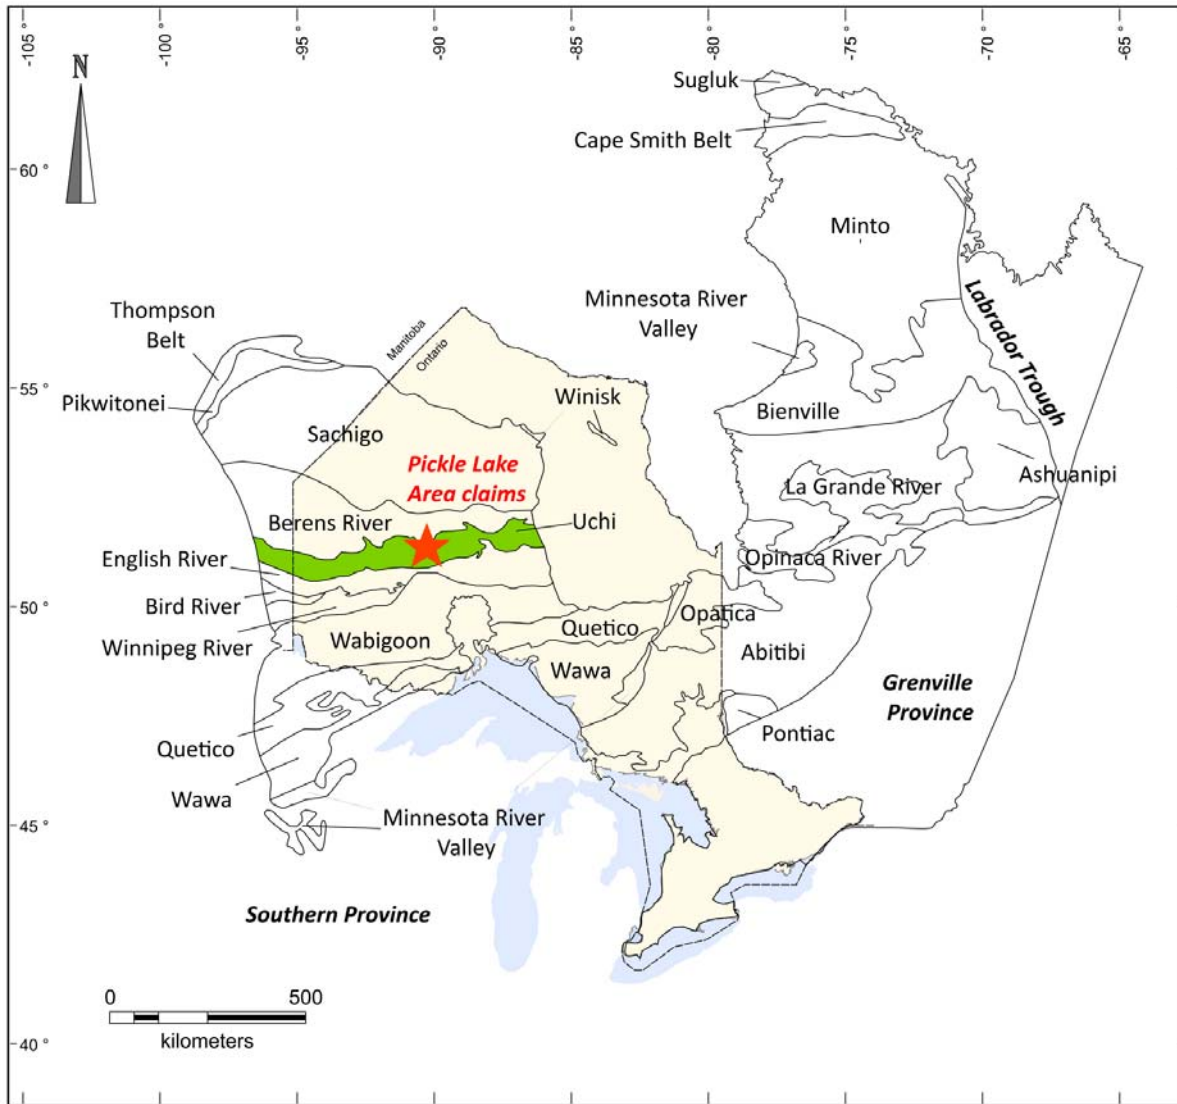 -105°
-100°
-95°
-90°
-85°
-80°
-75°
-70°
-65°
N
60 °
55 °
50 °
45 °
40 °
Sugluk
Cape Smith Belt
Minto
Minnesota River
Valley
Labrador Trough
Thompson
Belt
Manitoba
Ontario
Pikwitonei
Winisk
Bienville
Sachigo
Pickle Lake
Area claims
Ashuanipi
La Grande River
Berens River
Uchi
English River
Opinaca River
Bird River
Opatica
Winnipeg River
Wabigoon
Quetico
Abitibi
Wawa
Grenville
Province
Quetico
Pontiac
Wawa
Minnesota River
Valley
Southern Province
0 500
kilometers